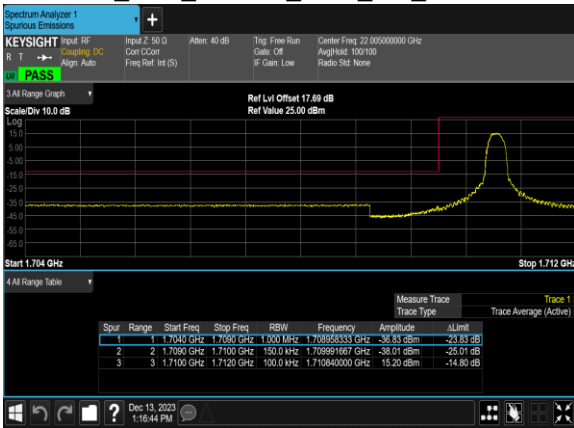 Spectrum Analyzer 1
Spurious Emissions
+
KEYSIGHT Input: RF Input Z: 50 Ω Atten: 40 dB Trig: Free Run Center Freq: 22.005000000 GHz
R T Coupling: DC Corr CCorr Gate: Off Avg|Hold: 100/100
Align: Auto Freq Ref: Int (S) IF Gain: Low Radio Std: None
PASS
3 All Range Graph
Ref Lvl Offset 17.69 dB
Scale/Div 10.0 dB Ref Value 25.00 dBm
Log
15.0
5.00
-5.00
-15.0
-25.0
-35.0
-45.0
-55.0
-65.0
Start 1.704 GHz Stop 1.712 GHz
4 All Range Table
Measure Trace Trace 1
Trace Type Trace Average (Active)
Spur Range Start Freq Stop Freq RBW Frequency Amplitude ΔLimit
1 1 1.7040 GHz 1.7090 GHz 1.000 MHz 1.708958333 GHz -36.83 dBm -23.83 dB
2 2 1.7090 GHz 1.7100 GHz 150.0 kHz 1.709991667 GHz -38.01 dBm -25.01 dB
3 3 1.7100 GHz 1.7120 GHz 100.0 kHz 1.710840000 GHz 15.20 dBm -14.80 dB
? Dec 13, 2023
1:16:44 PM